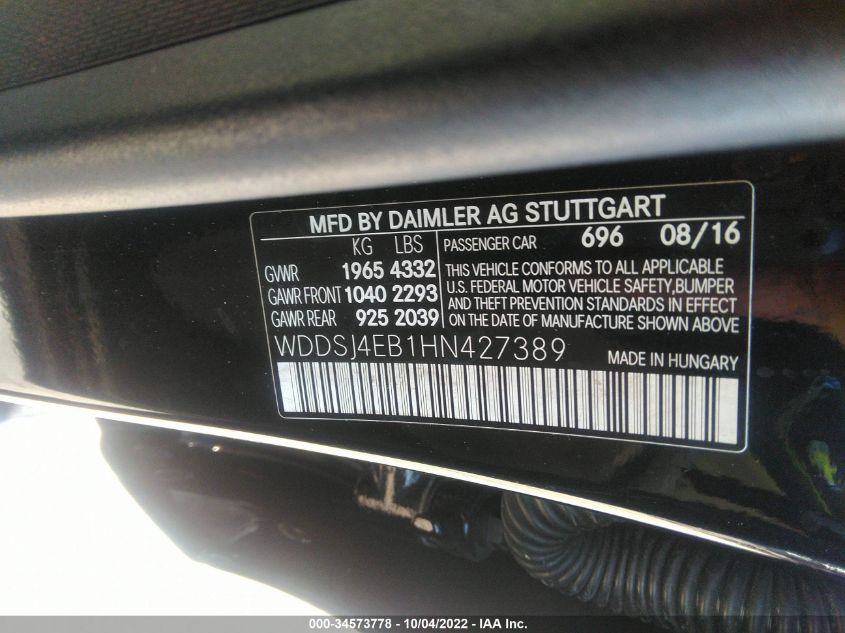 MFD BY DAIMLER AG STUTTGART
KG LBS
GVWR 1965 4332
GAWR FRONT 1040 2293
GAWR REAR 925 2039
PASSENGER CAR 696 08/16
THIS VEHICLE CONFORMS TO ALL APPLICABLE
U.S. FEDERAL MOTOR VEHICLE SAFETY,BUMPER
AND THEFT PREVENTION STANDARDS IN EFFECT
ON THE DATE OF MANUFACTURE SHOWN ABOVE
WDDSJ4EB1HN427389 MADE IN HUNGARY
000-34573778 - 10/04/2022 - IAA Inc.